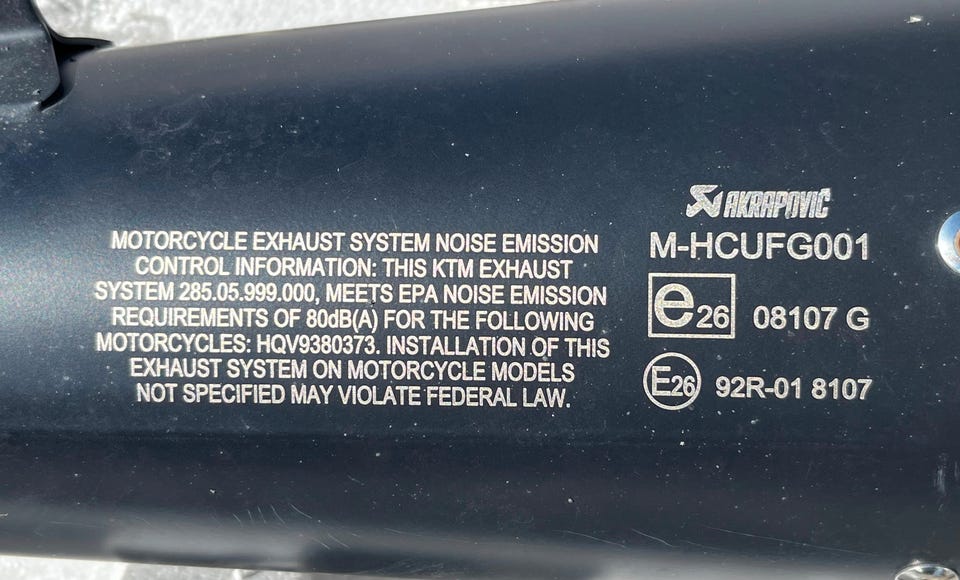 MOTORCYCLE EXHAUST SYSTEM NOISE EMISSION
CONTROL INFORMATION: THIS KTM EXHAUST
SYSTEM 285.05.999.000, MEETS EPA NOISE EMISSION
REQUIREMENTS OF 80dB(A) FOR THE FOLLOWING
MOTORCYCLES: HQV9380373. INSTALLATION OF THIS
EXHAUST SYSTEM ON MOTORCYCLE MODELS
NOT SPECIFIED MAY VIOLATE FEDERAL LAW.
AKRAPOVIČ
M-HCUFG001
e26 08107 G
E26 92R-01 8107